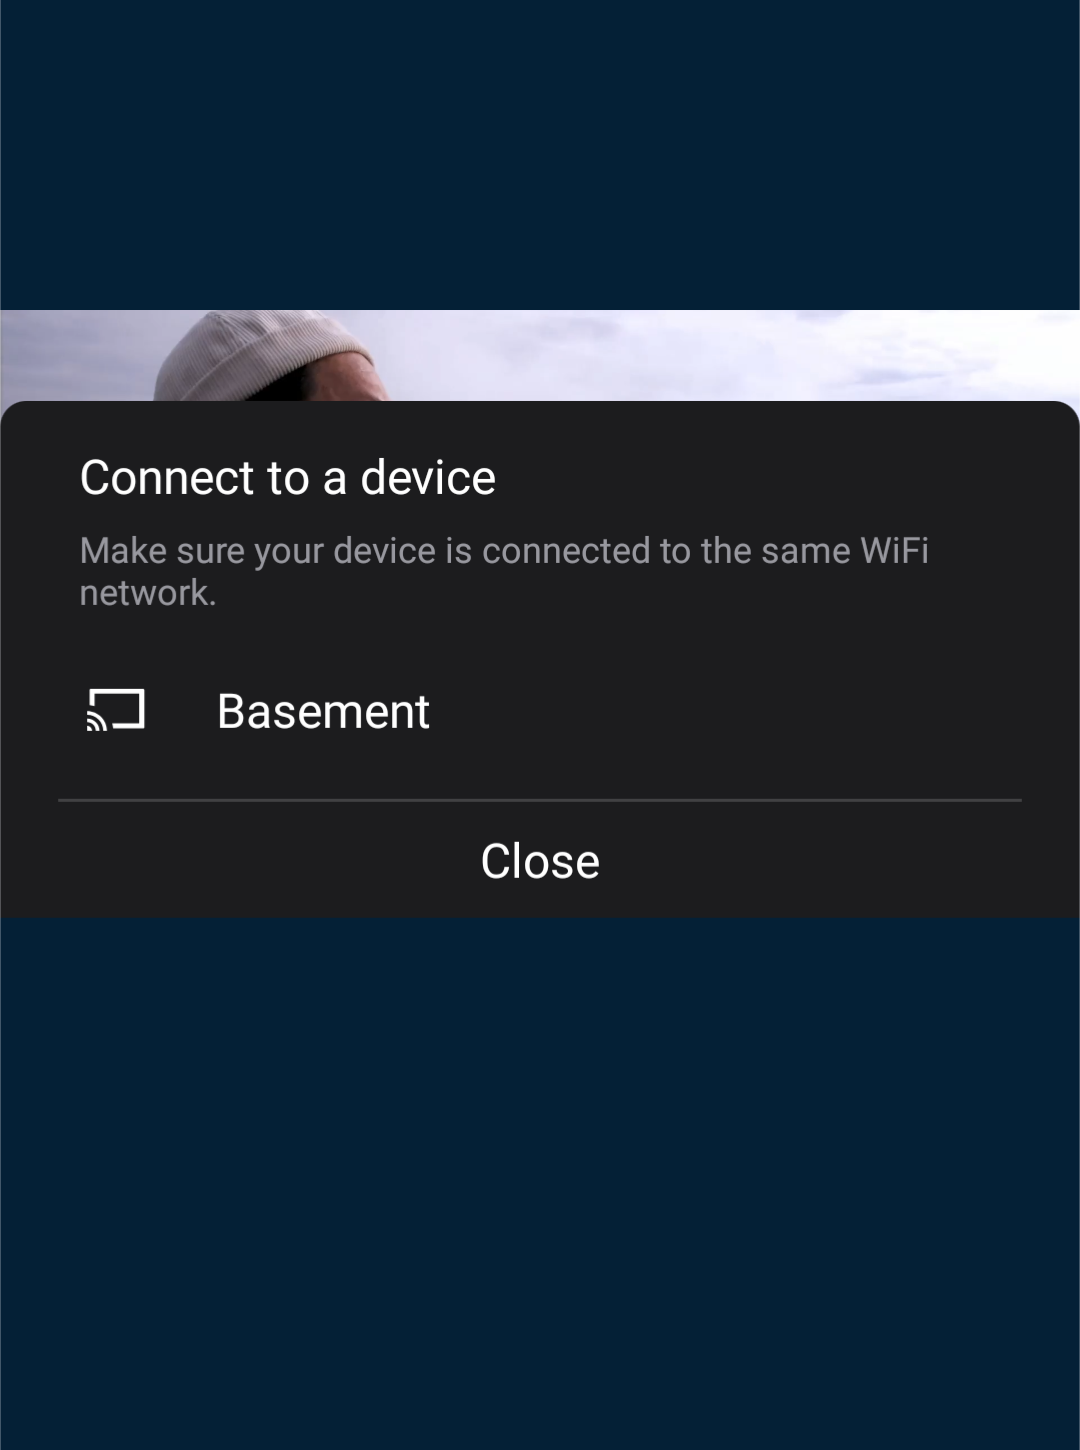 Connect to a device
Make sure your device is connected to the same WiFi
network.
Basement
Close